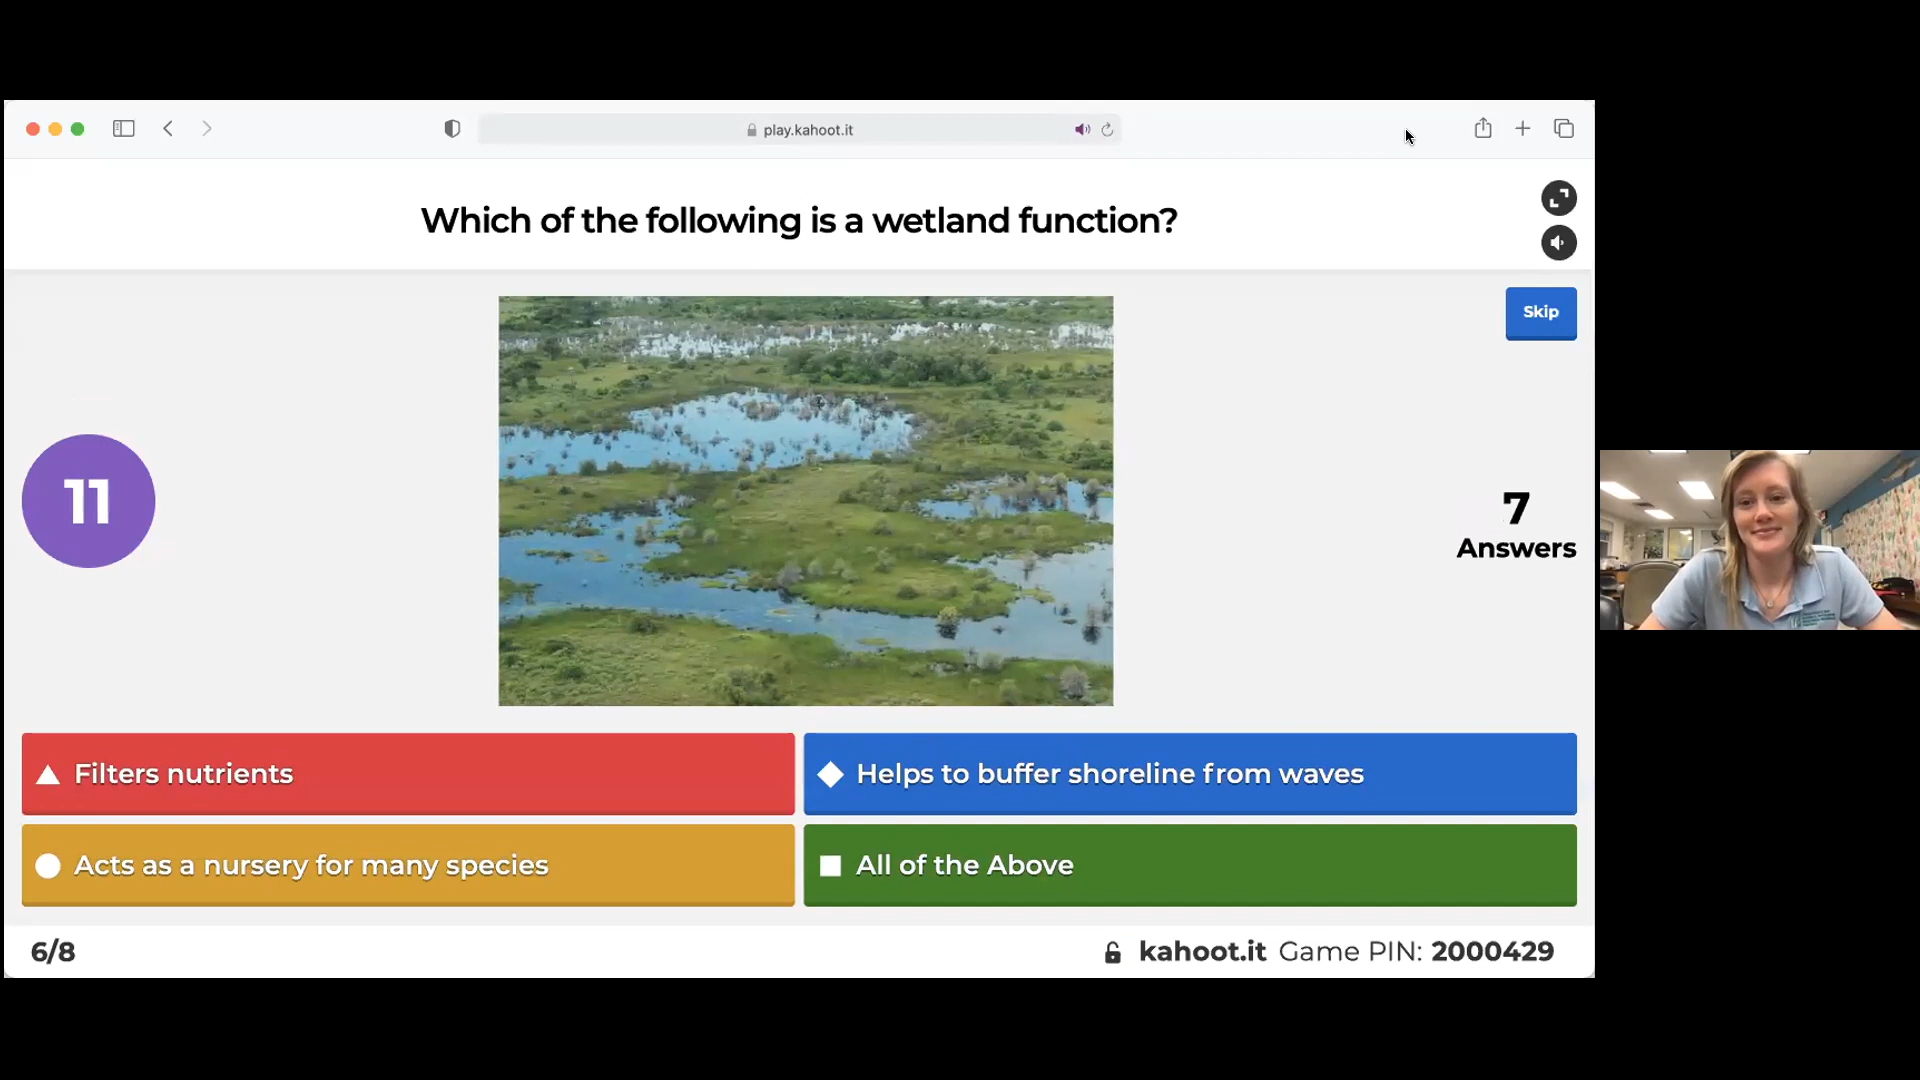 play.kahoot.it
Which of the following is a wetland function?
Skip
11
7
Answers
Filters nutrients
Helps to buffer shoreline from waves
Acts as a nursery for many species
All of the Above
6/8
kahoot.it Game PIN: 2000429